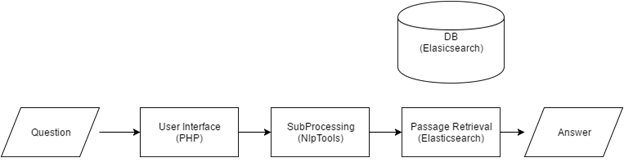 DB
(Elasicsearch)
Question
User Interface
(PHP)
SubProcessing
(NlpTools)
Passage Retrieval
(Elasticsearch)
Answer